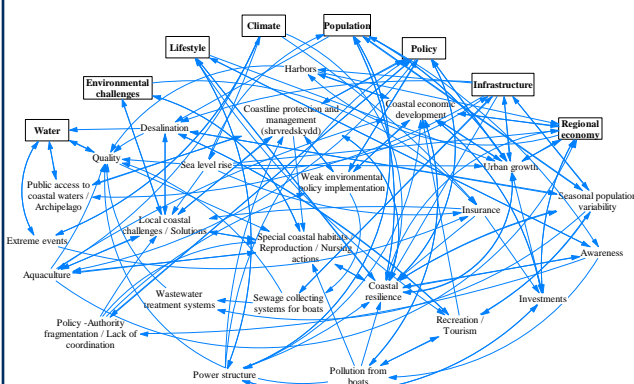 Climate
Population
Lifestyle
Policy
Harbors
Environmental
challenges
Infrastructure
Coastline protection and
management
(shrvredskydd)
Coastal economic
development
Water
Desalination
Regional
economy
Quality
Sea level rise
Urban growth
Weak environmental
policy implementation
Public access to
coastal waters /
Archipelago
Seasonal population
variability
Insurance
Local coastal
challenges / Solutions
Extreme events
Special coastal habitats
Reproduction / Nursing
actions
Awareness
Aquaculture
Coastal
resilience
Wastewater
treatment systems
Sewage collecting
systems for boats
Investments
Policy -Authority
fragmentation / Lack of
coordination
Recreation /
Tourism
Power structure
Pollution from
boats